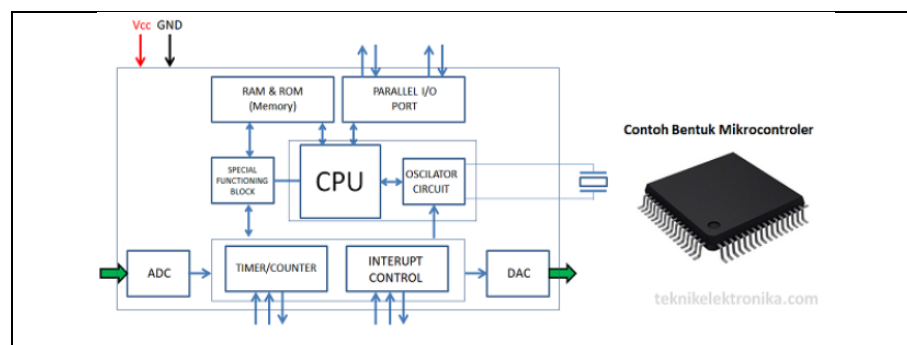 Vcc GND
RAM & ROM
(Memory)
PARALLEL I/O
PORT
Contoh Bentuk Mikrocontroler
SPECIAL
FUNCTIONING
BLOCK
CPU
OSCILATOR
CIRCUIT
ADC
TIMER/COUNTER
INTERUPT
CONTROL
DAC
teknikelektronika.com